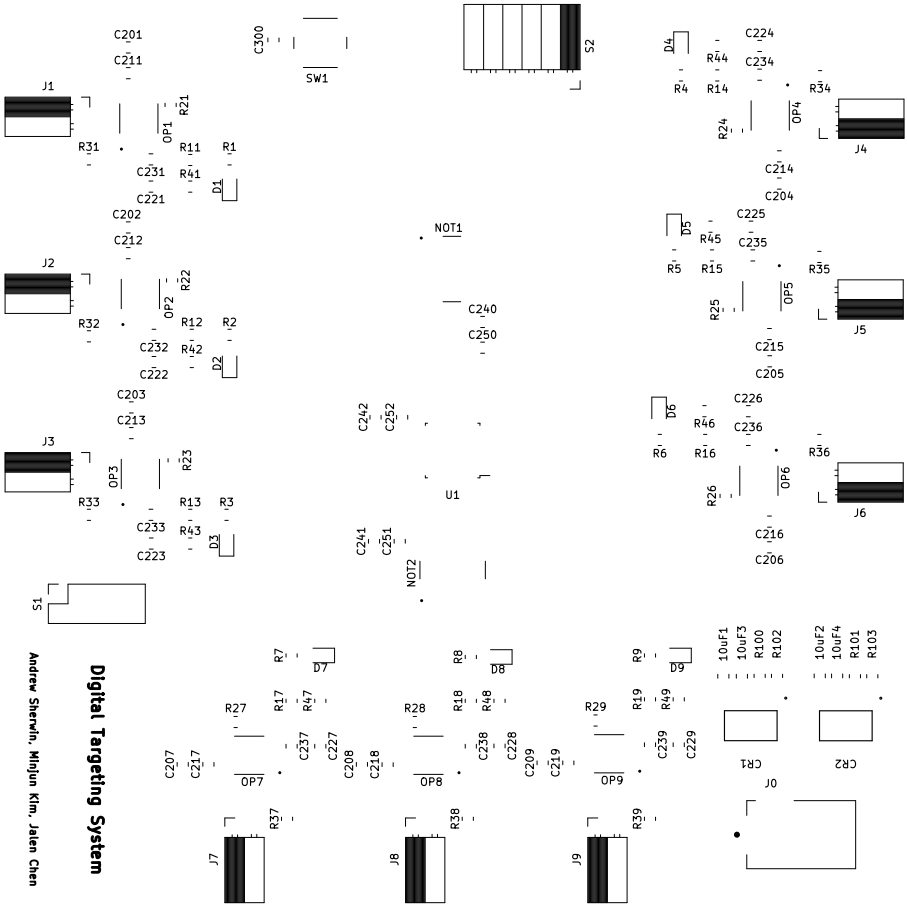 C201
C211
J1
R21
OP1
R31
R11
R1
C231
R41
C221
D1
C202
C212
J2
R22
OP2
R32
R12
R2
C232
R42
C222
D2
C203
C213
J3
R23
OP3
R33
R13
R3
C233
R43
C223
D3
S1
C300
SW1
S2
NOT1
C240
C250
C242
C252
U1
C241
C251
NOT2
D4
R44
C224
C234
R4
R14
R34
R24
OP4
J4
C214
C204
D5
R45
C225
C235
R5
R15
R35
R25
OP5
J5
C215
C205
D6
R46
C226
C236
R6
R16
R36
R26
OP6
J6
C216
C206
Digital Targeting System
Andrew Sherwin, Minjun Kim, Jalen Chen
R7
D7
R17
R47
R27
C237
C227
C207
C217
OP7
R37
J7
R8
D8
R18
R48
R28
C238
C228
C208
C218
OP8
R38
J8
R9
D9
R19
R49
R29
C239
C229
C209
C219
OP9
R39
J9
10uF1
10uF3
R100
R102
10uF2
10uF4
R101
R103
CR1
CR2
J0